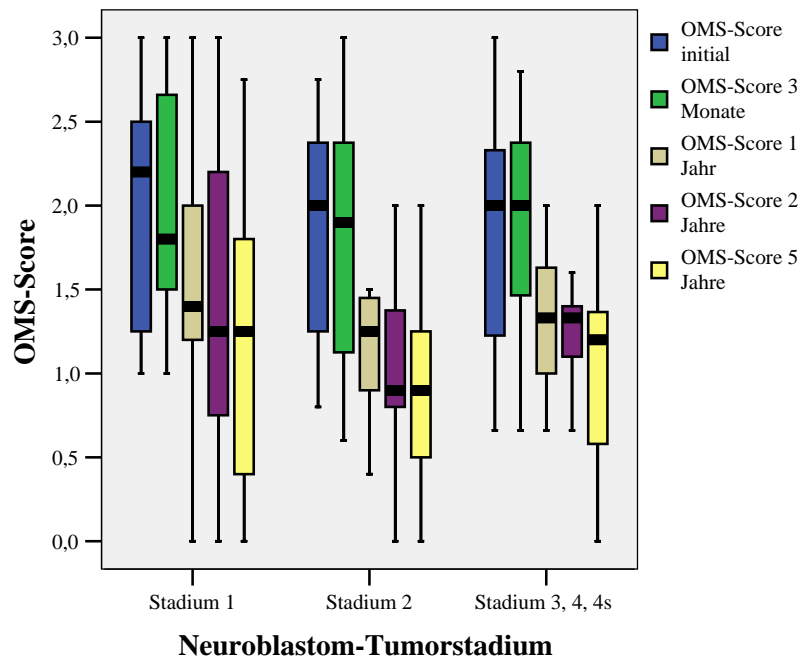 OMS-Score
3,0
2,5
2,0
1,5
1,0
0,5
0,0
Stadium 1
Stadium 2
Stadium 3, 4, 4s
Neuroblastom-Tumorstadium
OMS-Score
initial
OMS-Score 3
Monate
OMS-Score 1
Jahr
OMS-Score 2
Jahre
OMS-Score 5
Jahre